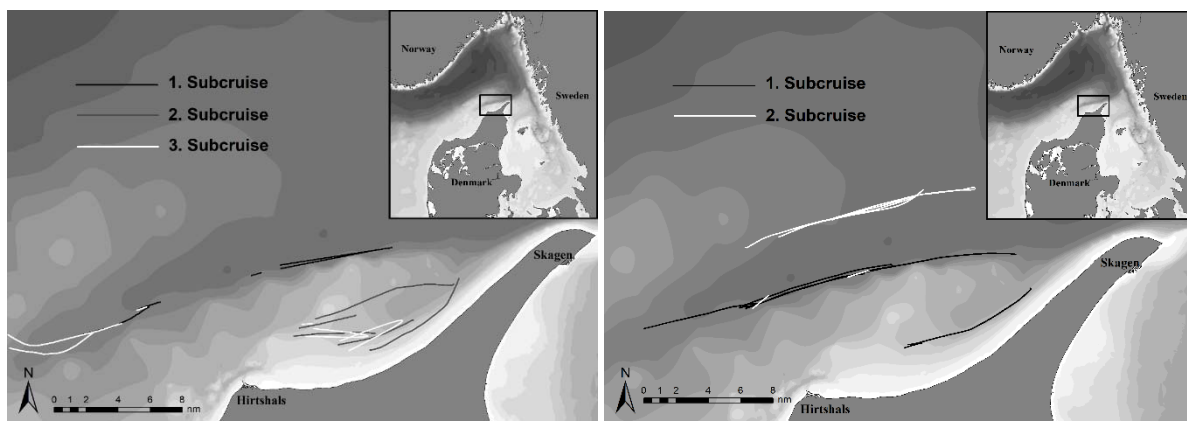 Norway
Sweden
Denmark
1. Subcruise
2. Subcruise
3. Subcruise
Skagen
N
0 1 2 4 6 8
nm
Hirtshals
Norway
Sweden
Denmark
1. Subcruise
2. Subcruise
Skagen
N
0 1 2 4 6 8
nm
Hirtshals